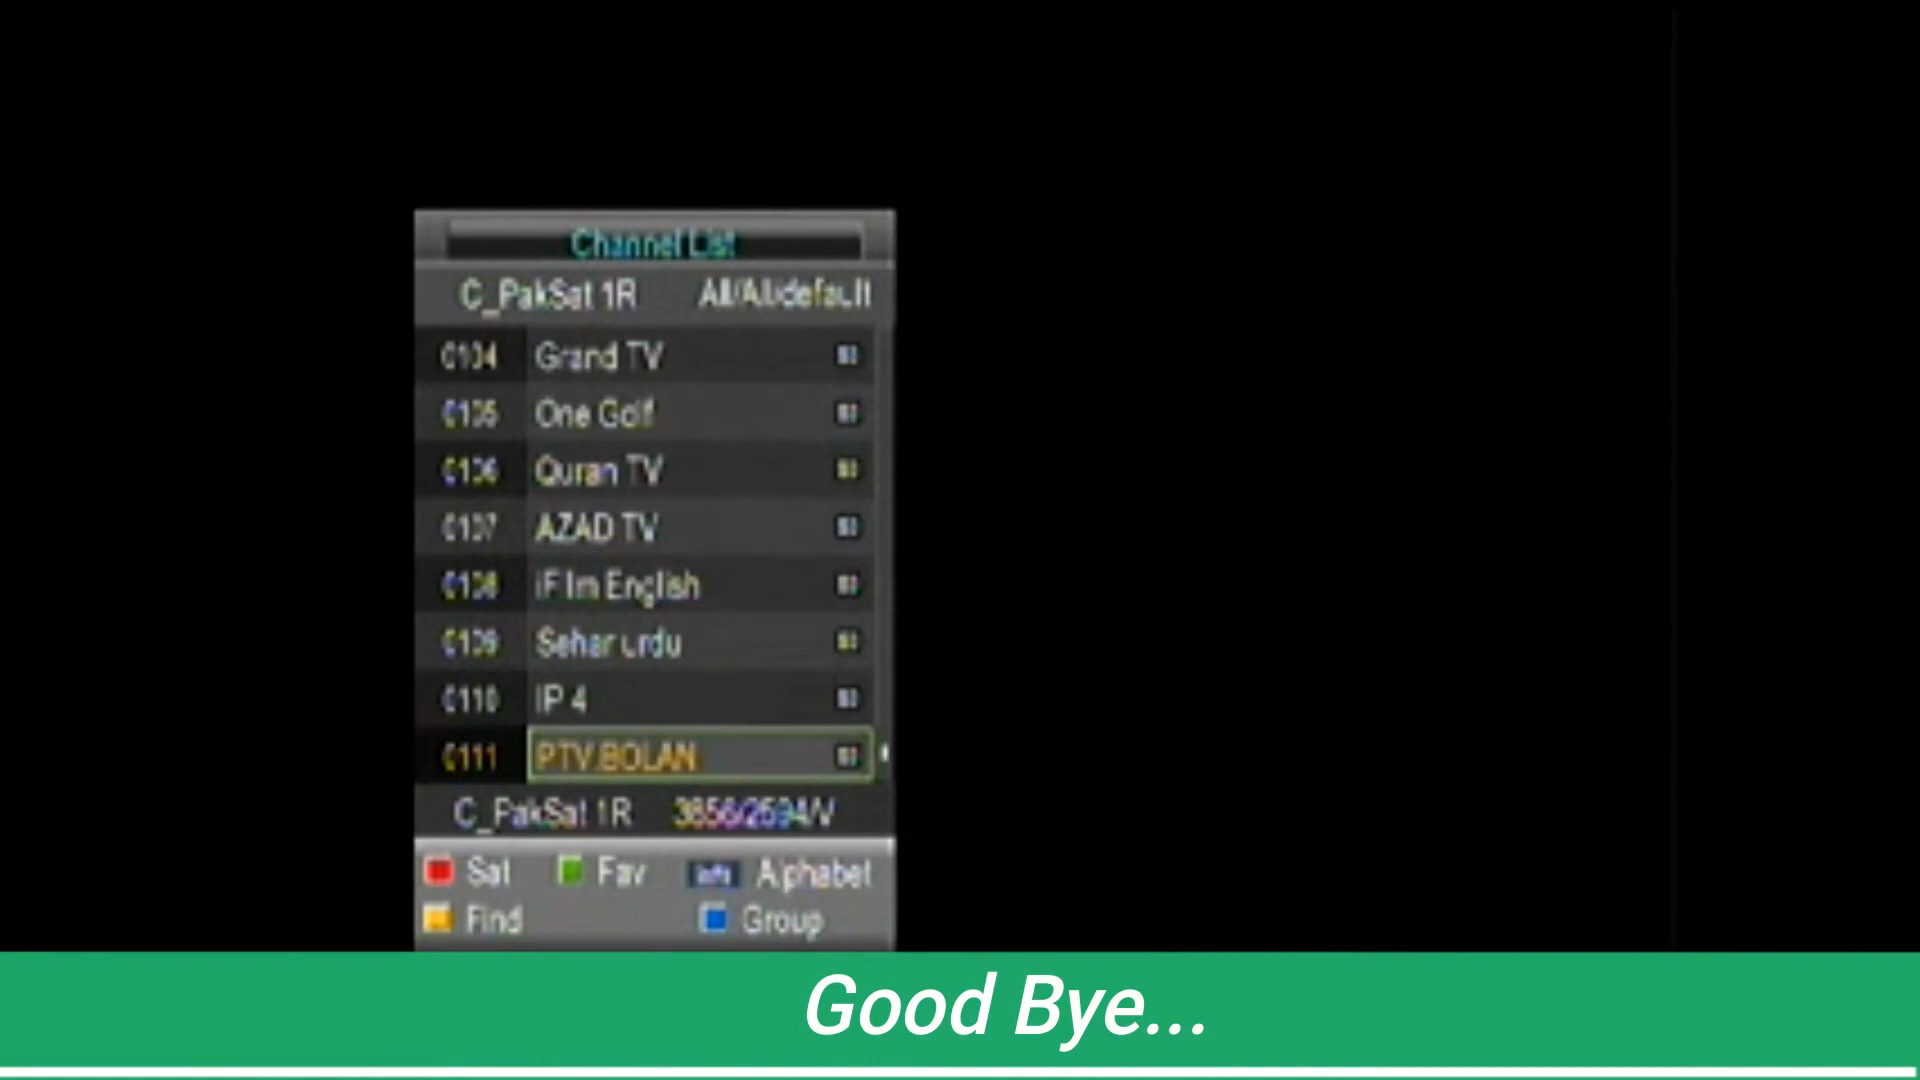 Channel List
C_PakSat 1R All/All/default
0104 Grand TV
0105 One Golf
0106 Quran TV
0107 AZAD TV
0108 iFilm English
0109 Sehar urdu
0110 IP 4
0111 PTV.BOLAN
C_PakSat 1R 3856/2594/V
Sat Fav Info Alphabet
Find Group
Good Bye...